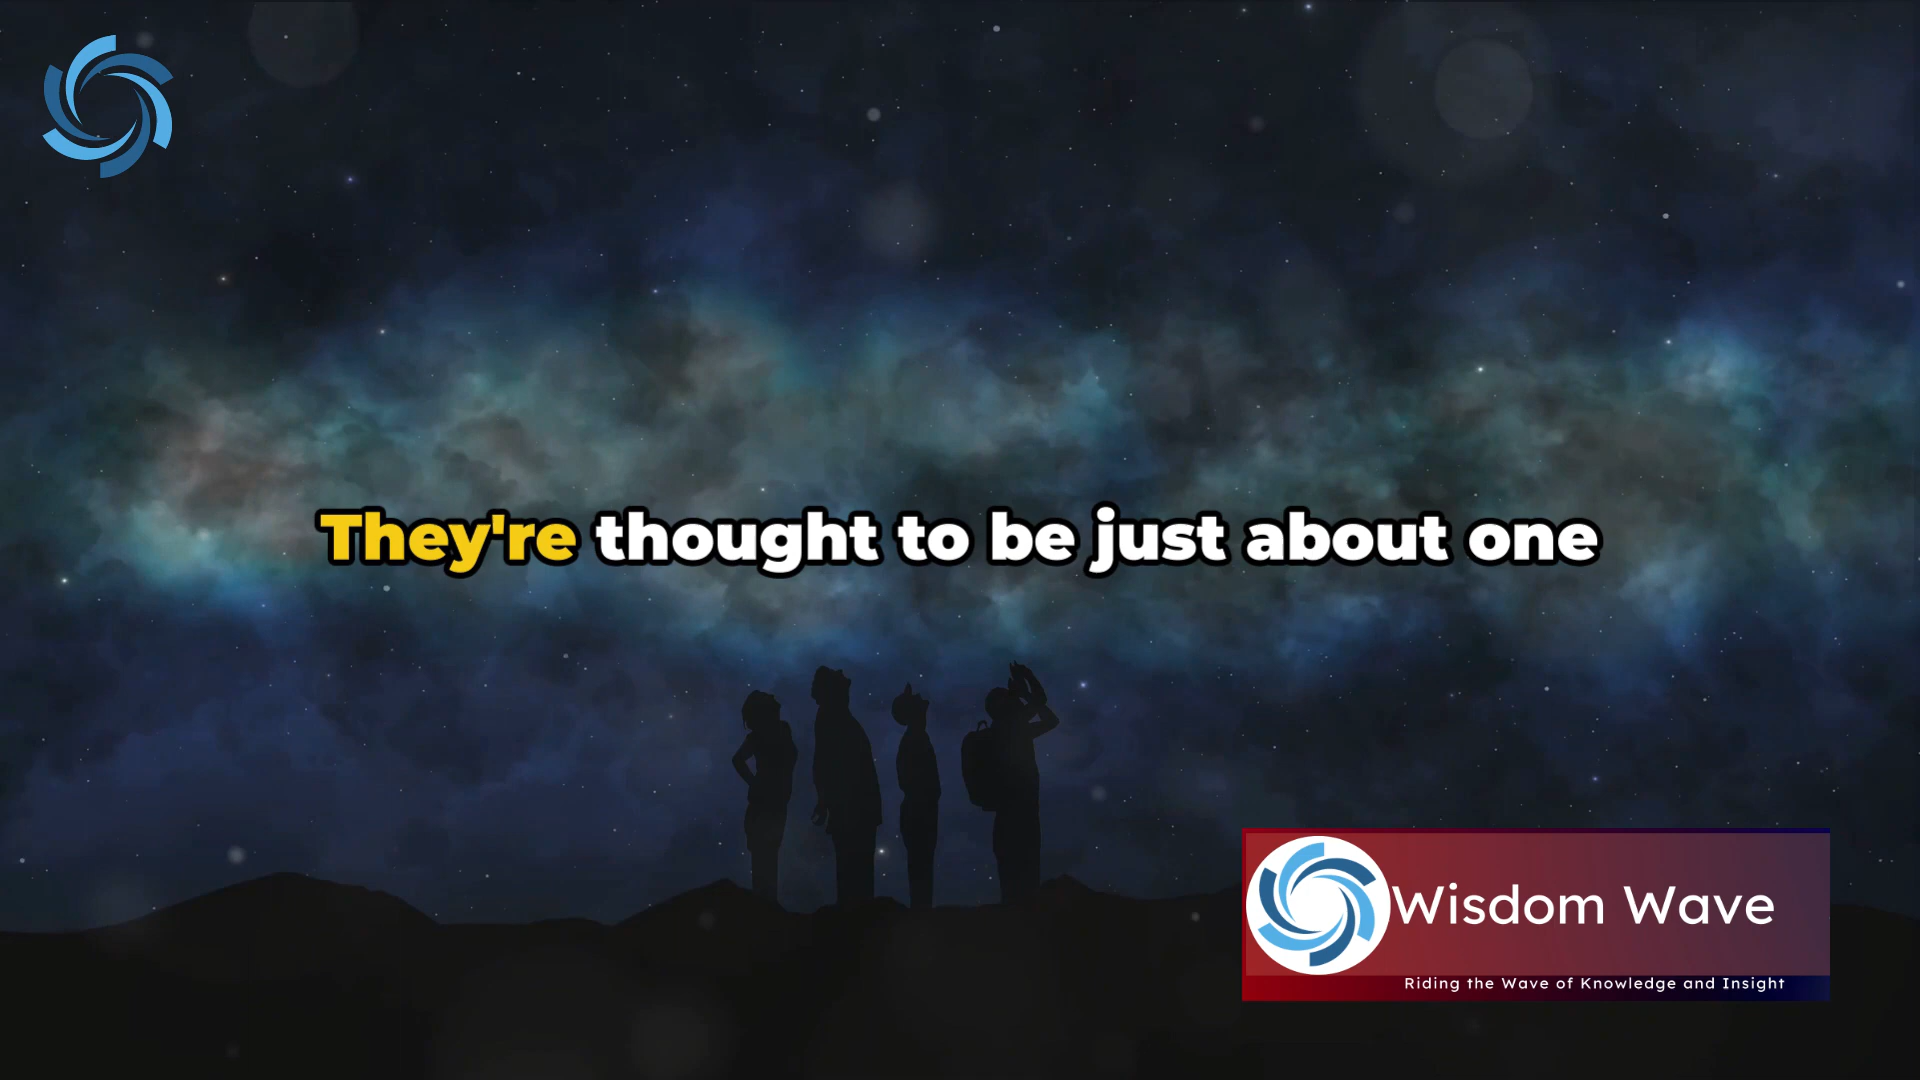 They're thought to be just about one
Wisdom Wave
Riding the Wave of Knowledge and Insight